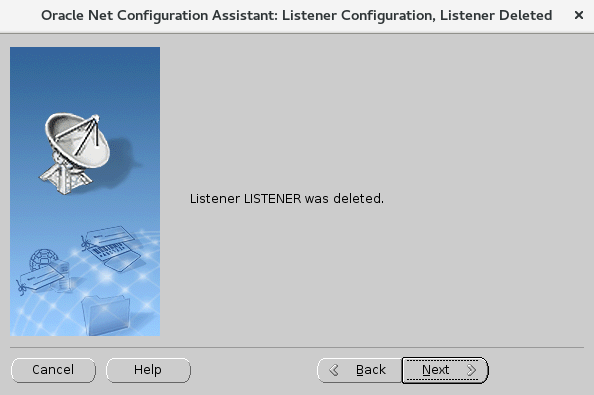 Oracle Net Configuration Assistant: Listener Configuration, Listener Deleted
Listener LISTENER was deleted.
Cancel
Help
Back
Next